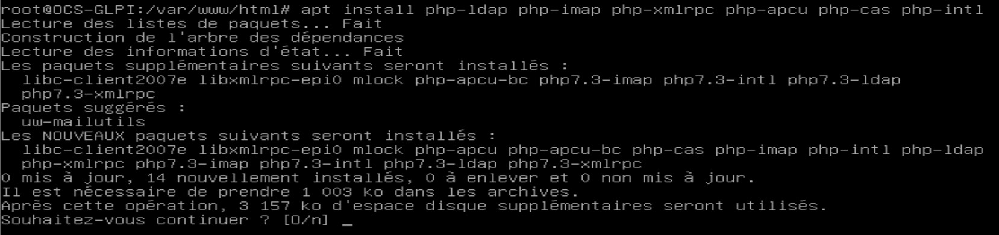 root@OCS-GLPI:/var/www/html# apt install php-ldap php-imap php-xmlrpc php-apcu php-cas php-intl
Lecture des listes de paquets... Fait
Construction de l'arbre des dépendances
Lecture des informations d'état... Fait
Les paquets supplémentaires suivants seront installés :
  libc-client2007e libxmlrpc-epi0 mlock php-apcu-bc php7.3-imap php7.3-intl php7.3-ldap
  php7.3-xmlrpc
Paquets suggérés :
  uw-mailutils
Les NOUVEAUX paquets suivants seront installés :
  libc-client2007e libxmlrpc-epi0 mlock php-apcu php-apcu-bc php-cas php-imap php-intl php-ldap
  php-xmlrpc php7.3-imap php7.3-intl php7.3-ldap php7.3-xmlrpc
0 mis à jour, 14 nouvellement installés, 0 à enlever et 0 non mis à jour.
Il est nécessaire de prendre 1 003 ko dans les archives.
Après cette opération, 3 157 ko d'espace disque supplémentaires seront utilisés.
Souhaitez-vous continuer ? [O/n] _